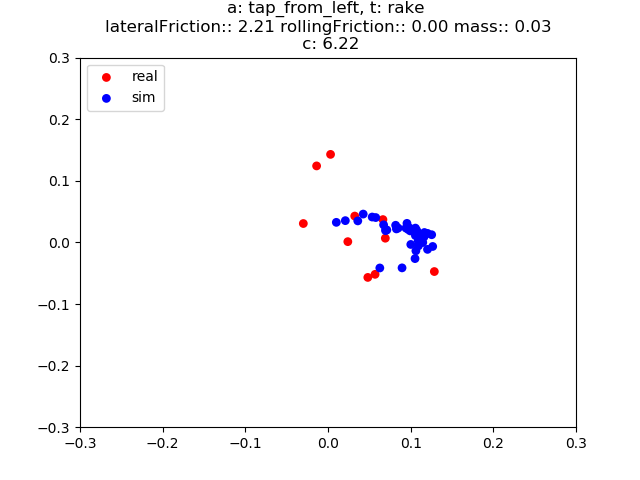 a: tap_from_left, t: rake
lateralFriction:: 2.21 rollingFriction:: 0.00 mass:: 0.03
c: 6.22
real
sim
0.3
0.2
0.1
0.0
−0.1
−0.2
−0.3
−0.3 −0.2 −0.1 0.0 0.1 0.2 0.3